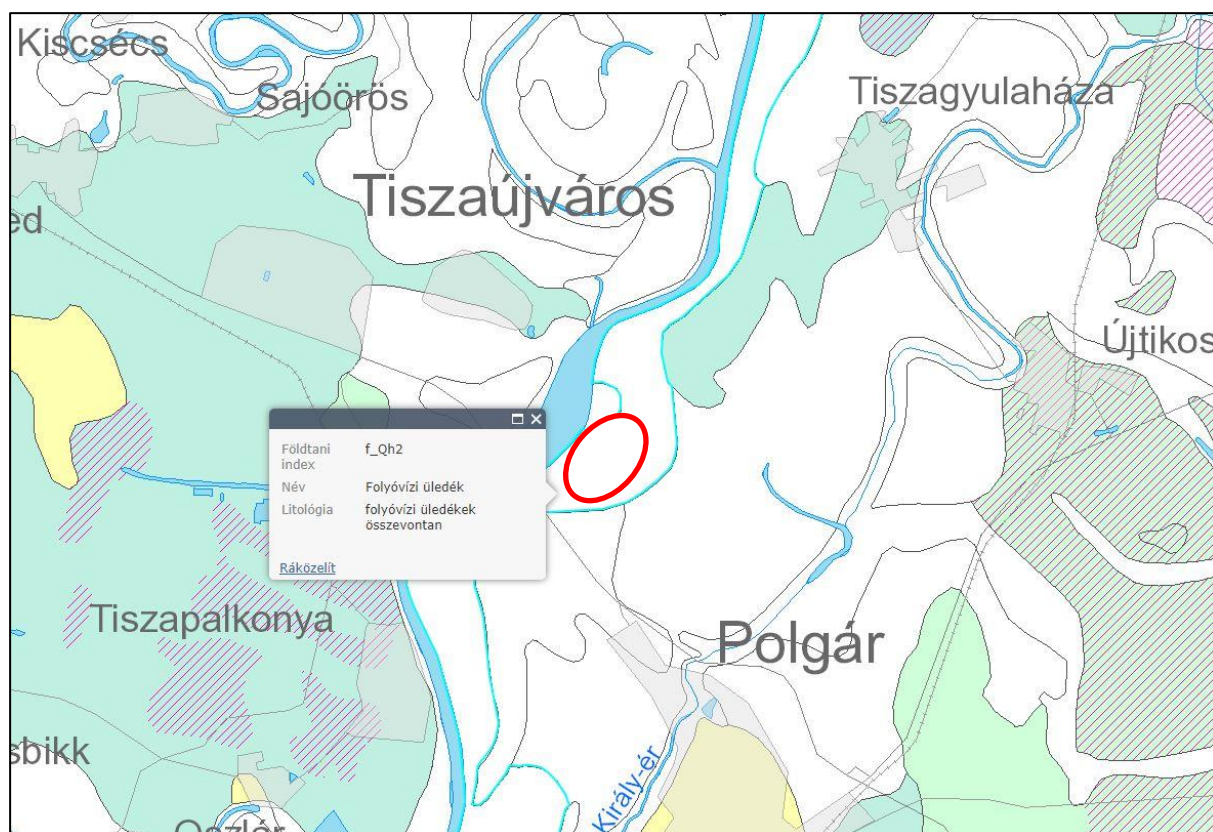 Kiscsécs
Sajóörös
Tiszagyulaháza
Tiszaújváros
ed
Újtikos
Földtani index f_Qh2
Név Folyóvízi üledék
Litológia folyóvízi üledékek összevontan
Ráközelít
Tiszapalkonya
Polgár
sbikk
Király-ér
Oszlár